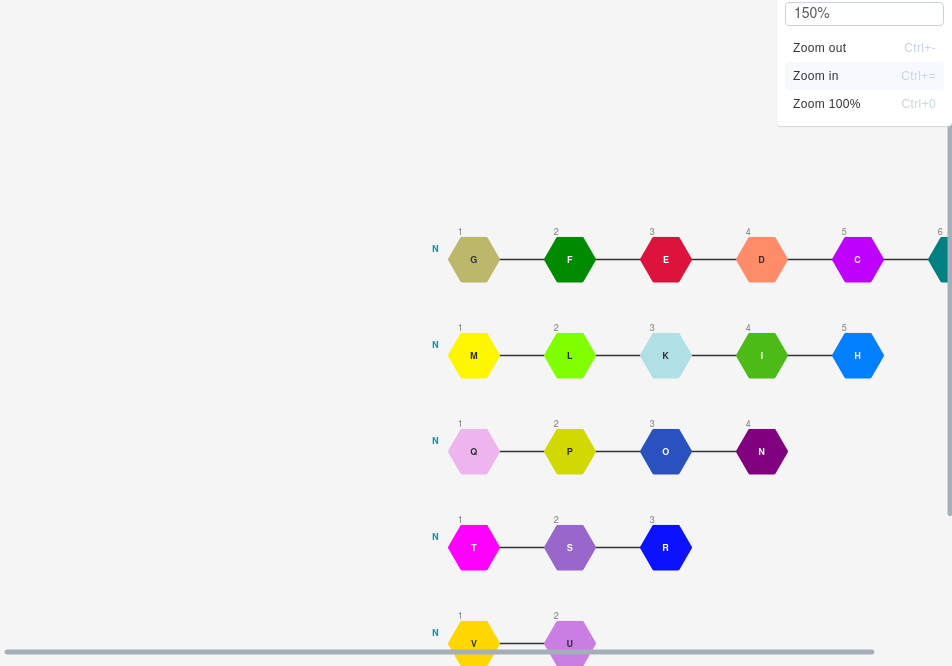 150%
Zoom out Ctrl+-
Zoom in Ctrl+=
Zoom 100% Ctrl+0
1 2 3 4 5 6
N G F E D C
1 2 3 4 5
N M L K I H
1 2 3 4
N Q P O N
1 2 3
N T S R
1 2
N V U